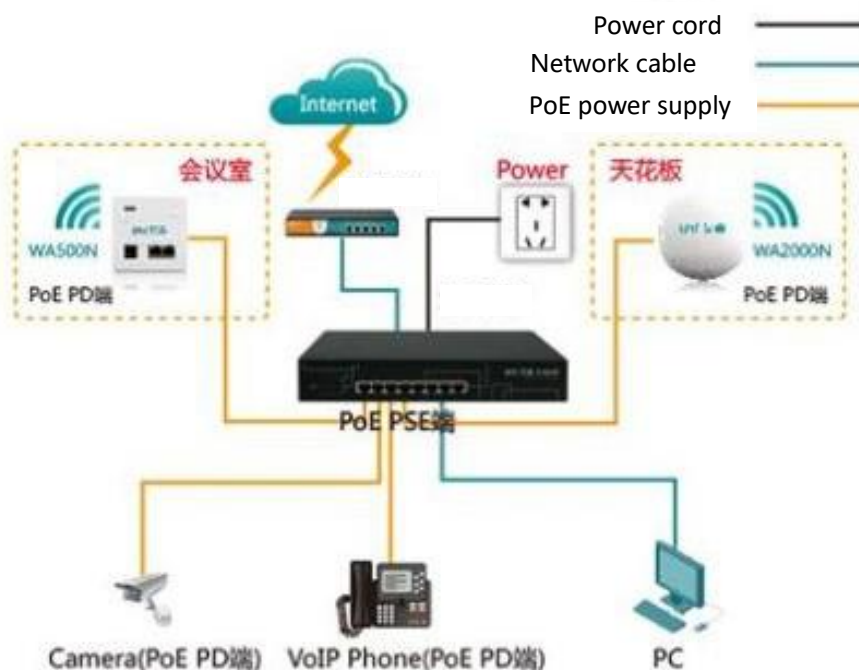 Power cord
Network cable
PoE power supply
Internet
会议室
Power
天花板
WA500N
WA2000N
PoE PD端
PoE PD端
PoE PSE端
Camera(PoE PD端)
VoIP Phone(PoE PD端)
PC